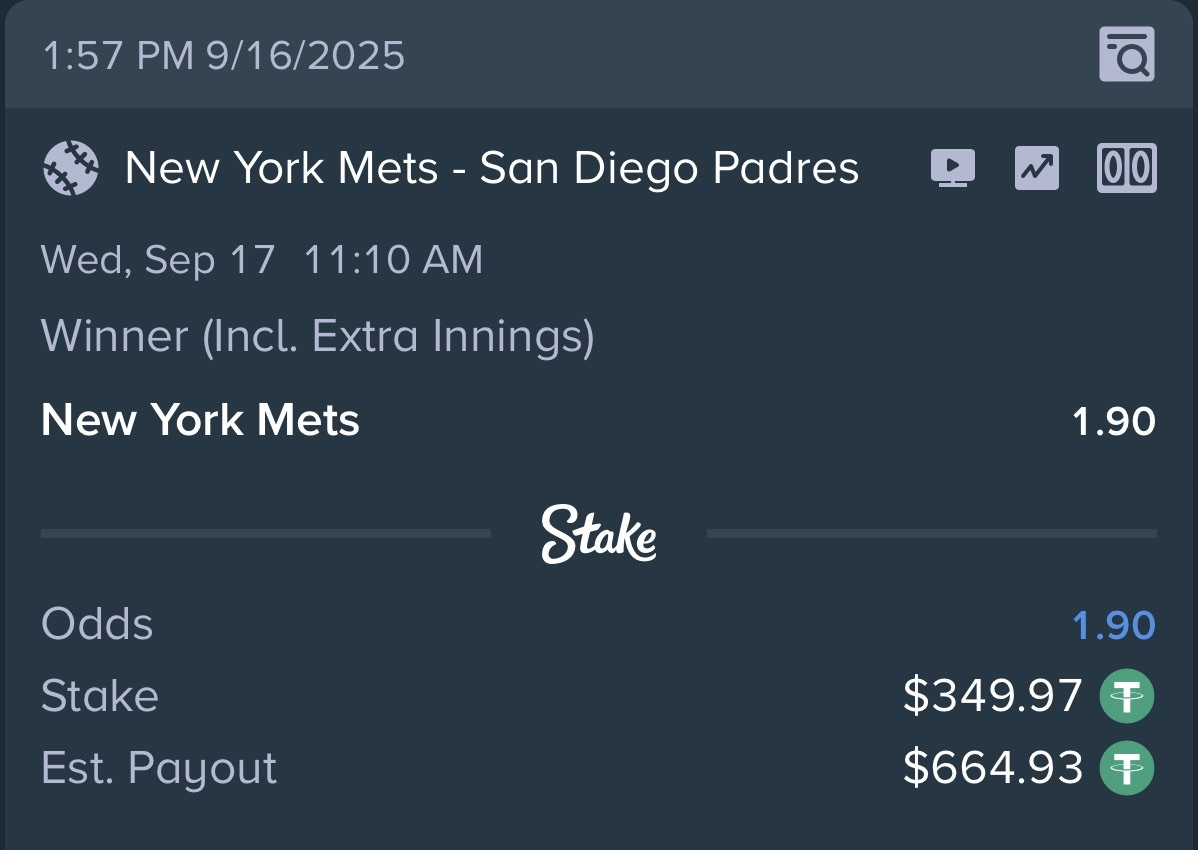 1:57 PM 9/16/2025
New York Mets - San Diego Padres
00
Wed, Sep 17 11:10 AM
Winner (Incl. Extra Innings)
New York Mets 1.90
Stake
Odds 1.90
Stake $349.97
Est. Payout $664.93